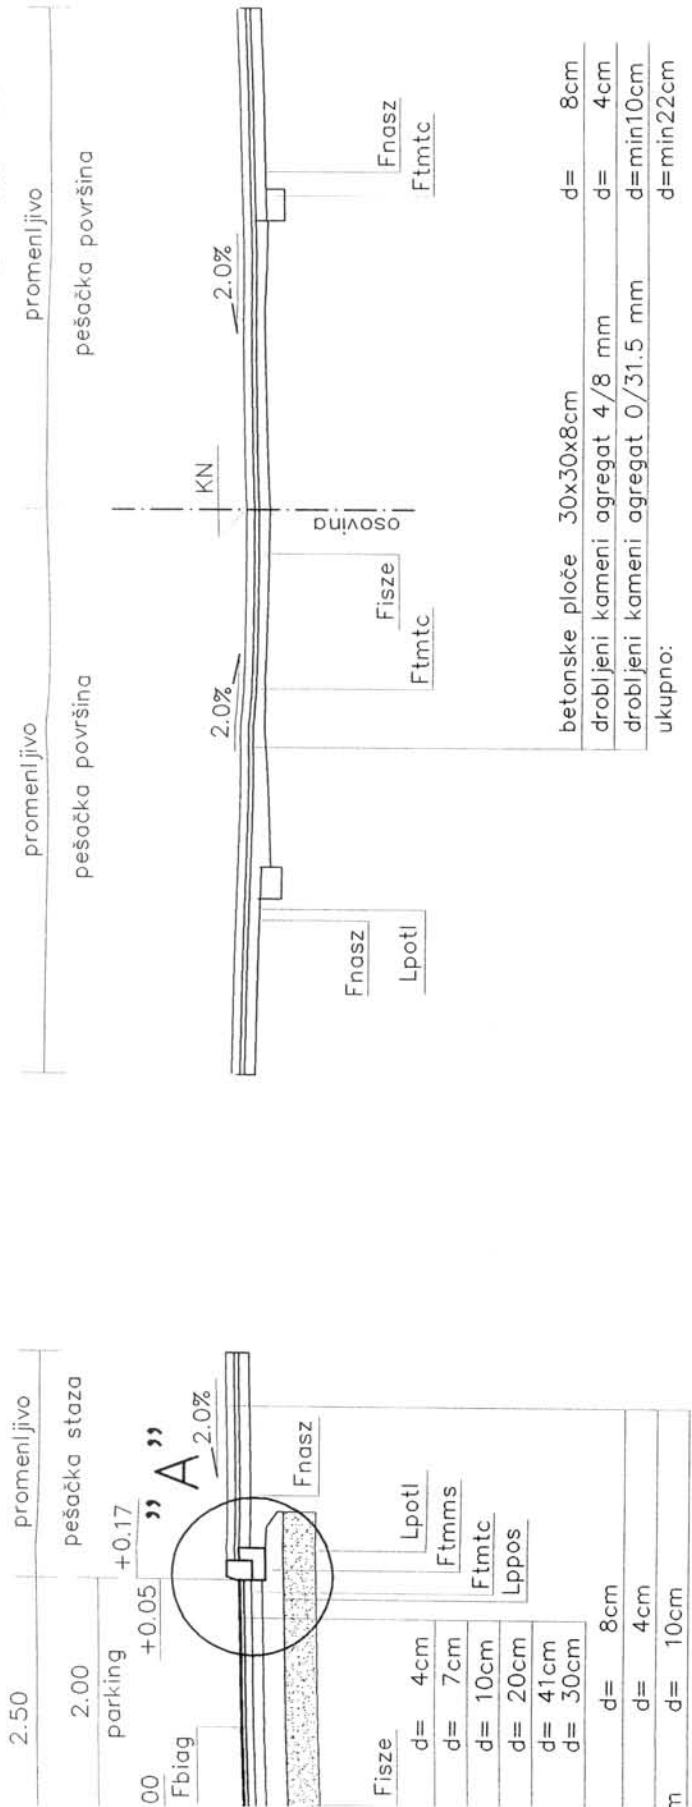 2.50
promenljivo
pešačka staza
2.00
parking
+0.17
+0.05
" A "
2.0%
00
Fbiag
Fnasz
Fisze
Lpotl
Ftmms
Ftmtc
Lppos
d= 4cm
d= 7cm
d= 10cm
d= 20cm
d= 41cm
d= 30cm
d= 8cm
d= 4cm
m d= 10cm
promenljivo
promenljivo
pešačka površina
pešačka površina
2.0%
KN
2.0%
osovina
Fnasz
Lpotl
Fisze
Ftmtc
Fnasz
Ftmtc
betonske ploče 30x30x8cm d= 8cm
drobljeni kameni agregat 4/8 mm d= 4cm
drobljeni kameni agregat 0/31.5 mm d=min10cm
ukupno: d=min22cm